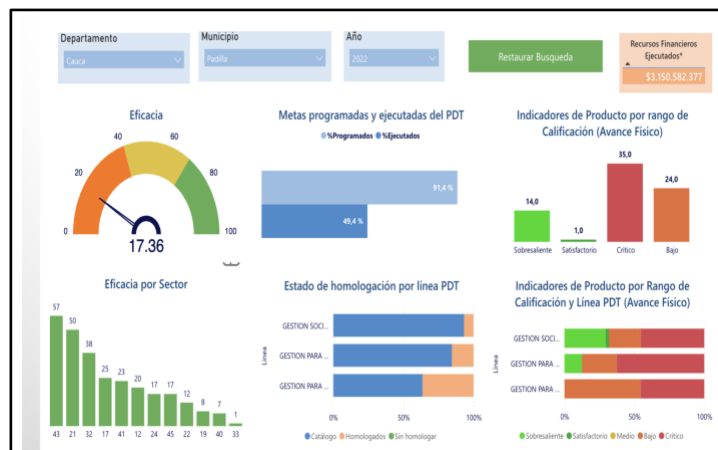 Departamento
Cauca
Municipio
Padilla
Año
2022
Restaurar Busqueda
Recursos Financieros
Ejecutados*
$3.150.582.377
Eficacia
0
20
40
60
80
100
17.36
Metas programadas y ejecutadas del PDT
%Programados %Ejecutados
91,4 %
49,4 %
Indicadores de Producto por rango de
Calificación (Avance Físico)
14,0
1,0
35,0
24,0
Sobresaliente
Satisfactorio
Crítico
Bajo
Eficacia por Sector
57
50
38
25
23
20
17
17
12
8
7
1
43 21 32 17 41 12 24 45 22 19 40 33
Estado de homologación por línea PDT
Línea
GESTION SOCI...
GESTION PARA ...
GESTION PARA ...
0% 50% 100%
Catálogo Homologados Sin homologar
Indicadores de Producto por Rango de
Calificación y Línea PDT (Avance Físico)
Línea
GESTION SOCI...
GESTION PARA ...
GESTION PARA ...
0% 50% 100%
Sobresaliente Satisfactorio Medio Bajo Crítico